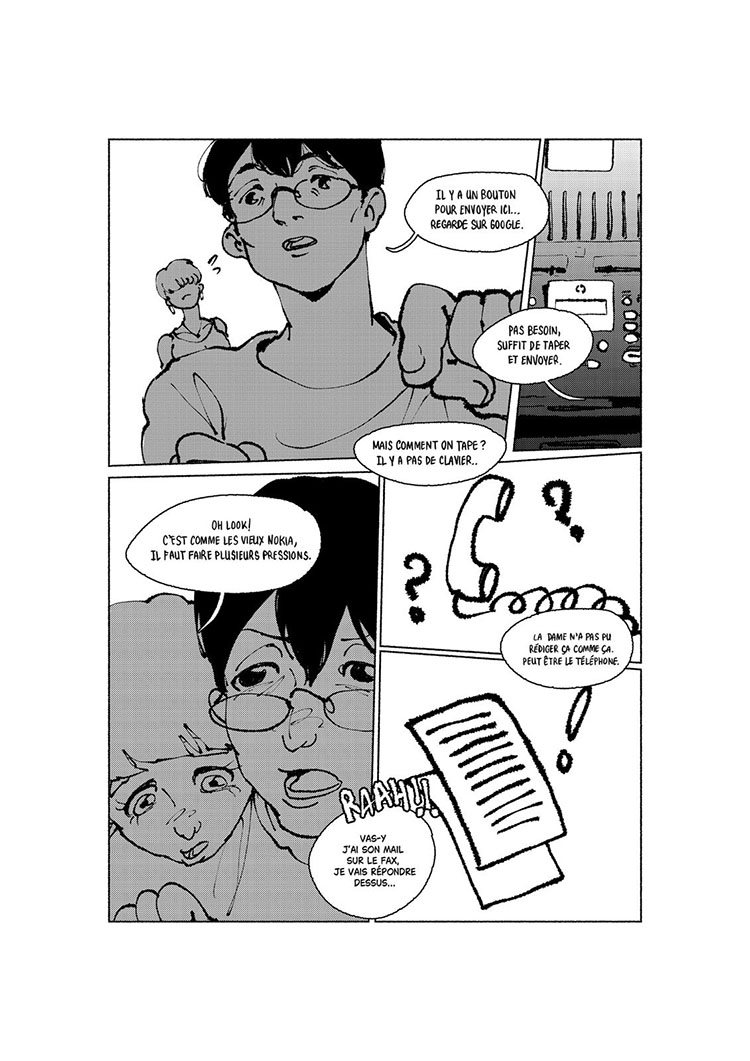 IL Y A UN BOUTON
POUR ENVOYER ICI...
REGARDE SUR GOOGLE.
PAS BESOIN,
SUFFIT DE TAPER
ET ENVOYER.
MAIS COMMENT ON TAPE ?
IL Y A PAS DE CLAVIER..
OH LOOK!
C'EST COMME LES VIEUX NOKIA,
IL FAUT FAIRE PLUSIEURS PRESSIONS.
? ?
LA DAME N'A PAS PU
RÉDIGER ÇA COMME ÇA.
PEUT ÊTRE LE TÉLÉPHONE.
!
RAAH!!
VAS-Y
J'AI SON MAIL
SUR LE FAX,
JE VAIS RÉPONDRE
DESSUS...